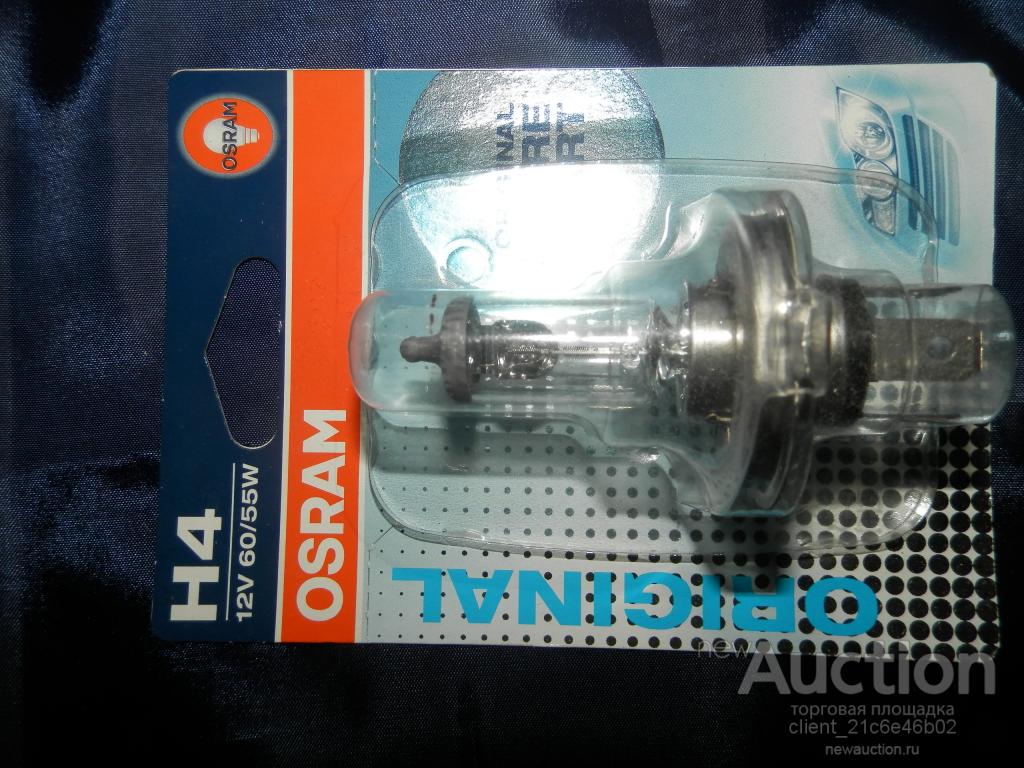 OSRAM
H4
12V 60/55W
OSRAM
ORIGINAL
new
Auction
торговая площадка
client_21c6e46b02
newauction.ru